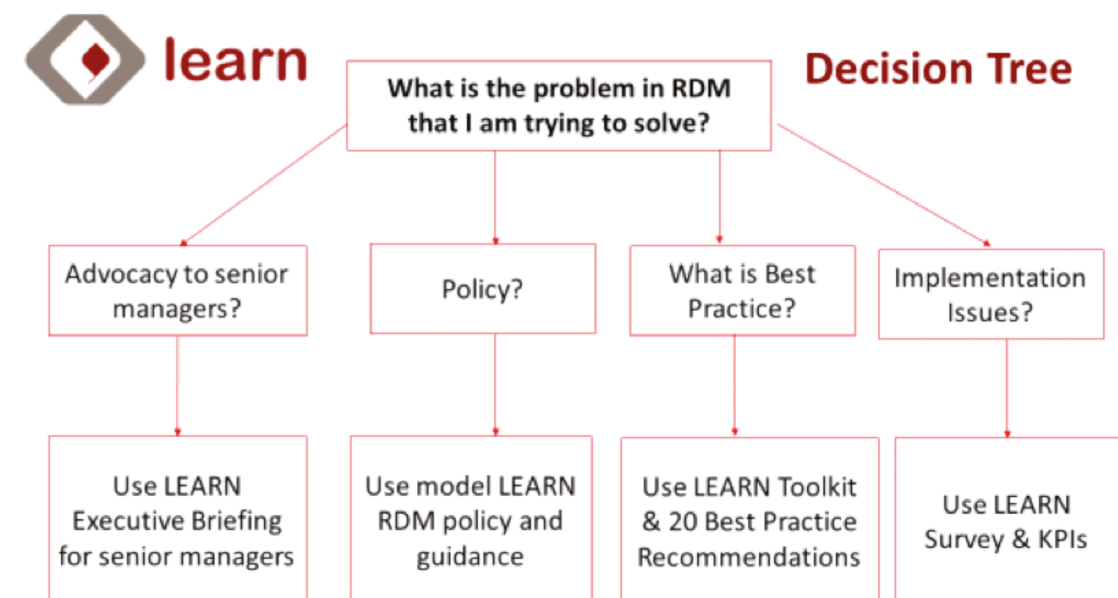 learn
Decision Tree
What is the problem in RDM
that I am trying to solve?
Advocacy to senior
managers?
Policy?
What is Best
Practice?
Implementation
Issues?
Use LEARN
Executive Briefing
for senior managers
Use model LEARN
RDM policy and
guidance
Use LEARN Toolkit
& 20 Best Practice
Recommendations
Use LEARN
Survey & KPIs